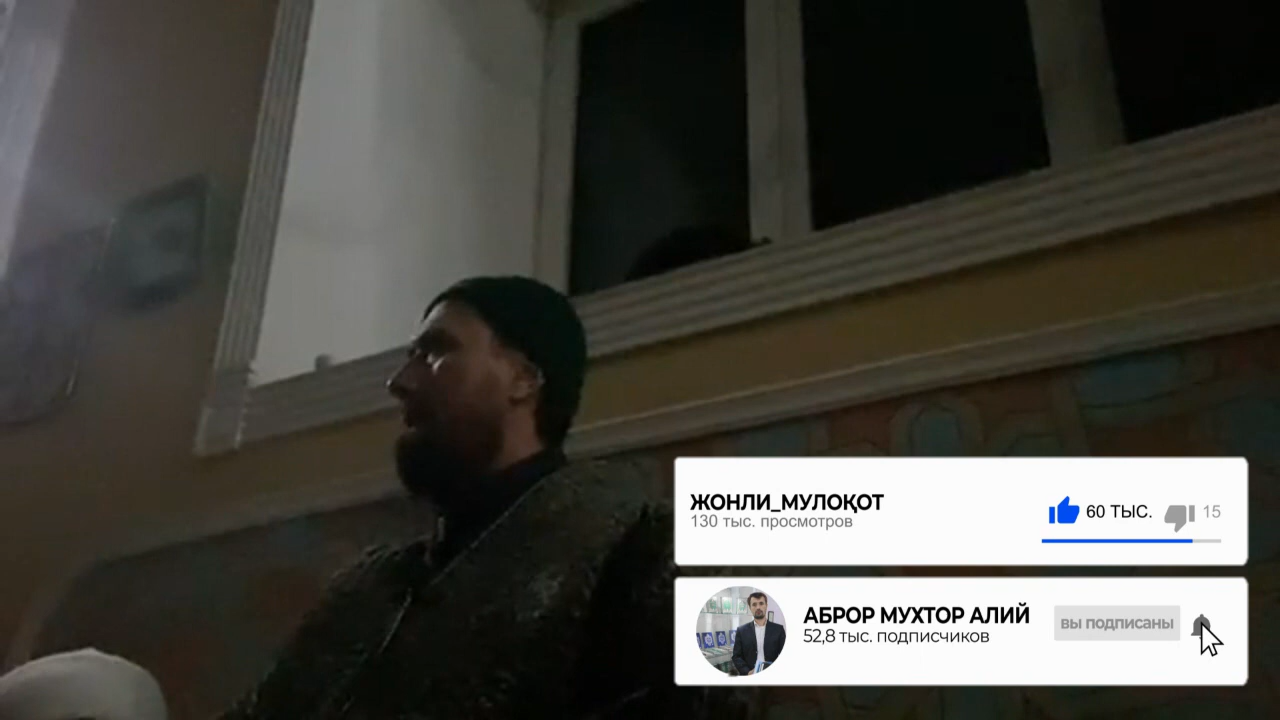 ЖОНЛИ_МУЛОҚОТ
130 тыс. просмотров
60 ТЫС.
15
АБРОР МУХТОР АЛИЙ
52,8 тыс. подписчиков
вы подписаны